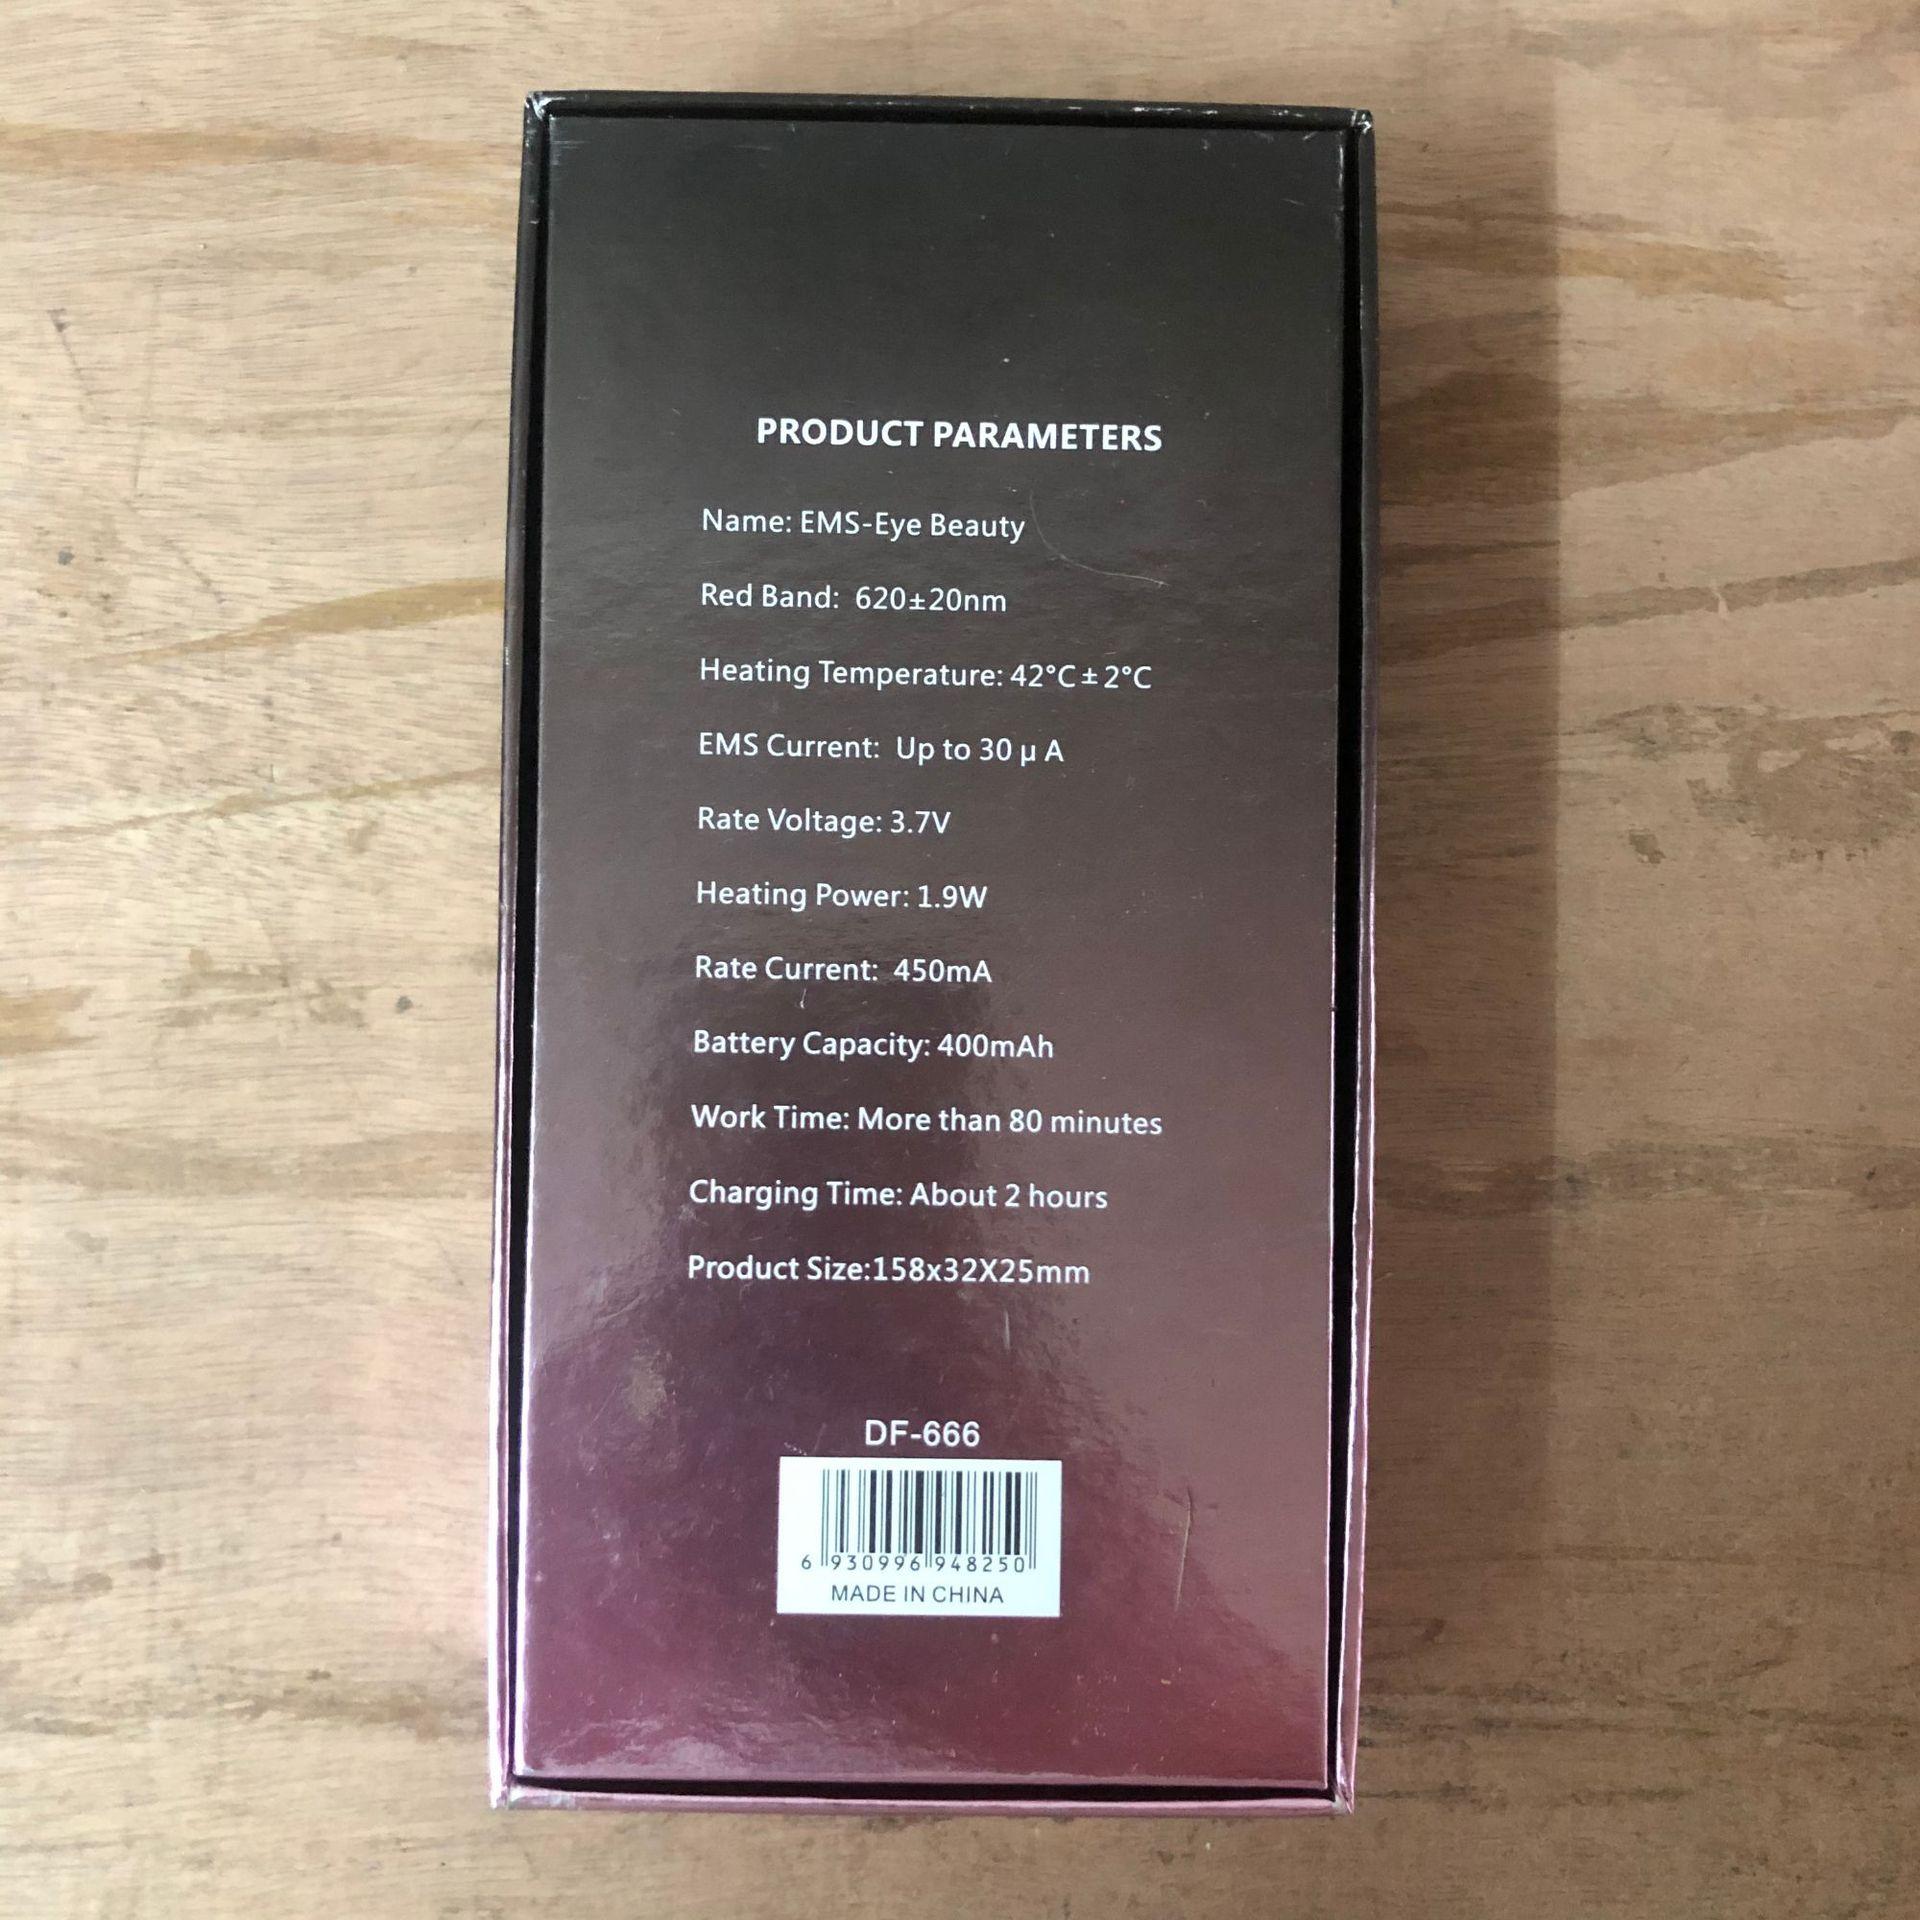 PRODUCT PARAMETERS
Name: EMS-Eye Beauty
Red Band: 620±20nm
Heating Temperature: 42°C±2°C
EMS Current: Up to 30 μ A
Rate Voltage: 3.7V
Heating Power: 1.9W
Rate Current: 450mA
Battery Capacity: 400mAh
Work Time: More than 80 minutes
Charging Time: About 2 hours
Product Size:158x32X25mm
DF-666
6 930996 948250
MADE IN CHINA